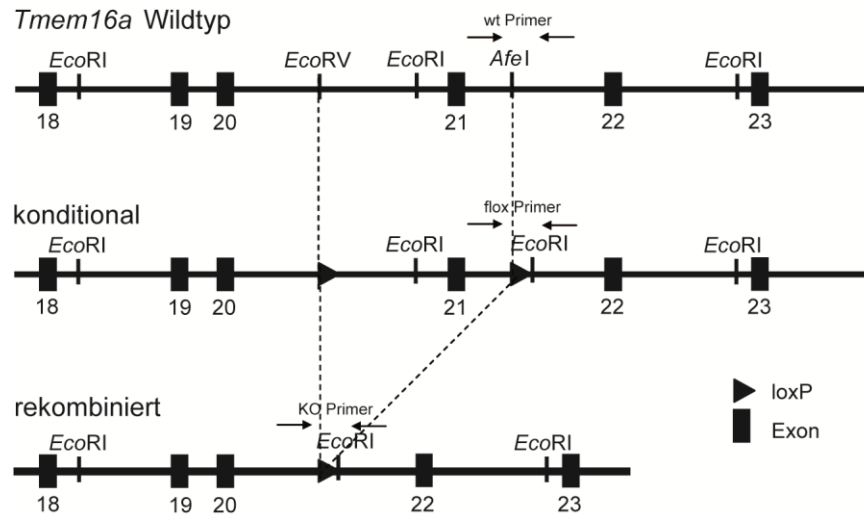 Tmem16a Wildtyp
wt Primer
EcoRI EcoRV EcoRI AfeI EcoRI
18 19 20 21 22 23
konditional
flox Primer
EcoRI EcoRI EcoRI EcoRI
18 19 20 21 22 23
rekombiniert
KO Primer
EcoRI EcoRI EcoRI
18 19 20 22 23
loxP
Exon